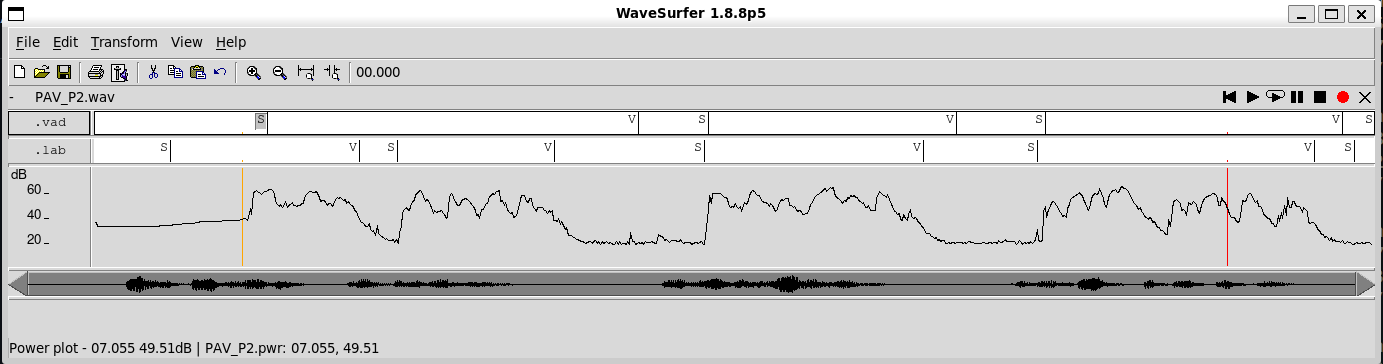 WaveSurfer 1.8.8p5
File Edit Transform View Help
00.000
- PAV_P2.wav
.vad S V S V S V S
.lab S V S V S V S V S
dB
60
40
20
Power plot - 07.055 49.51dB | PAV_P2.pwr: 07.055, 49.51